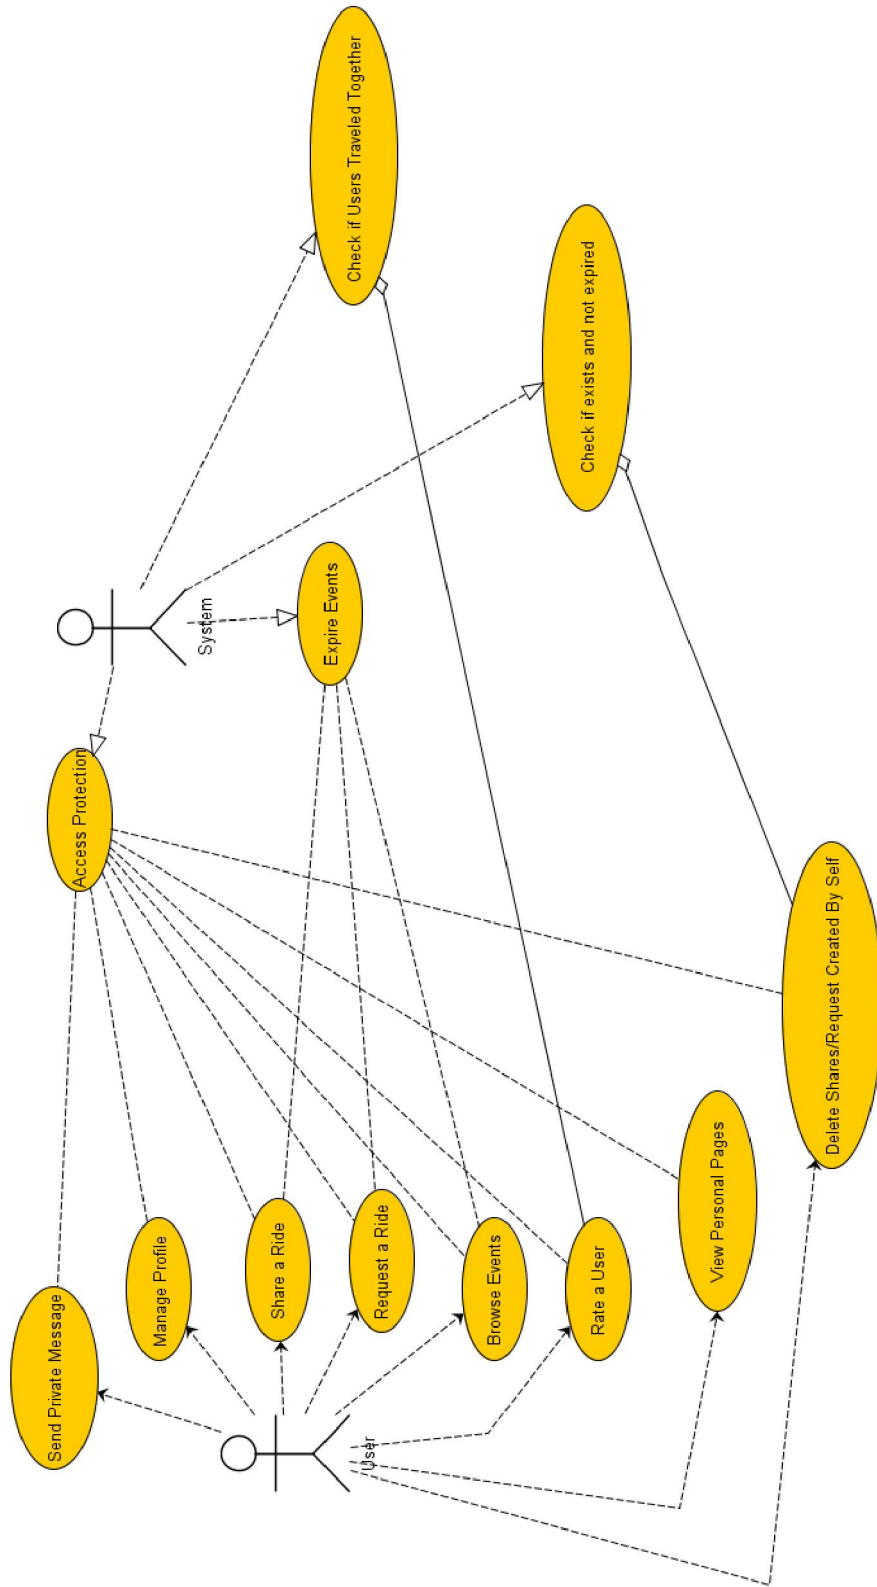 Send Private Message
Manage Profile
Share a Ride
Request a Ride
Browse Events
Rate a User
View Personal Pages
Delete Shares/Request Created By Self
User
Access Protection
System
Expire Events
Check if exists and not expired
Check if Users Traveled Together